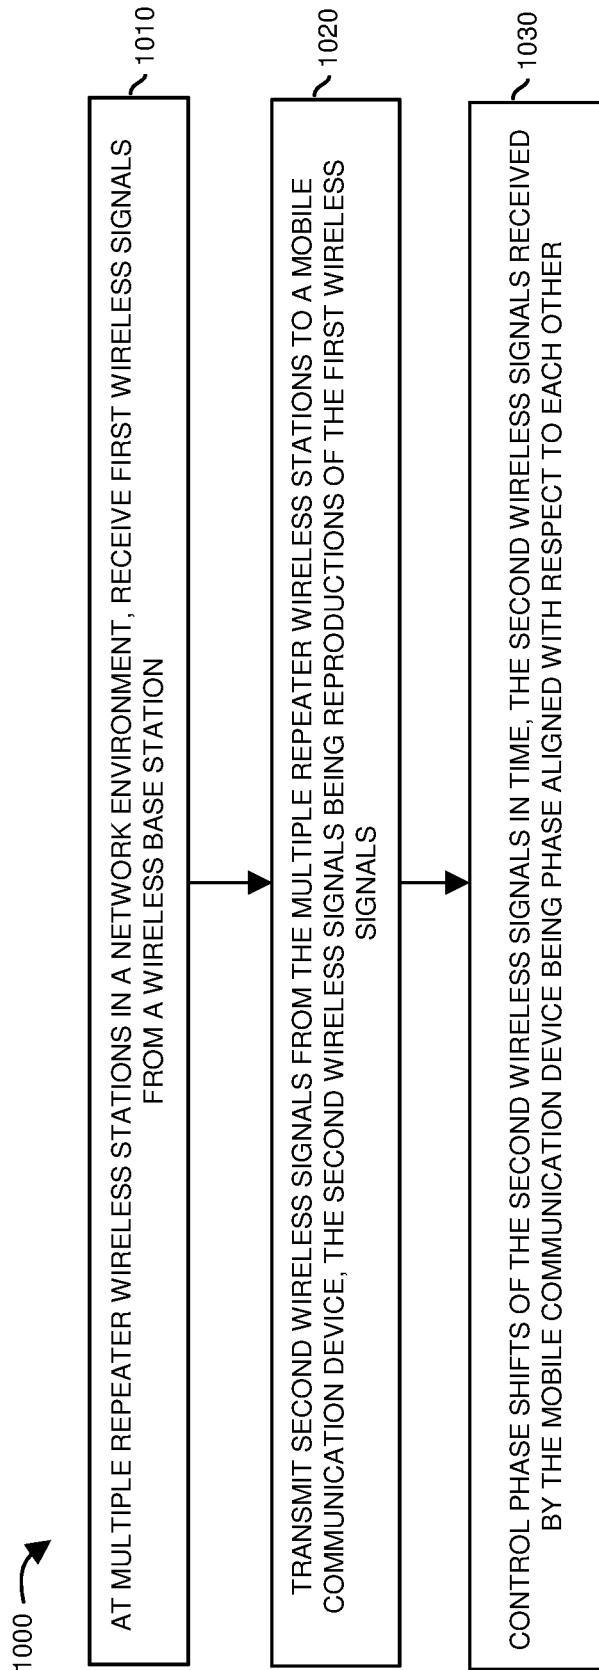 1000
1010
AT MULTIPLE REPEATER WIRELESS STATIONS IN A NETWORK ENVIRONMENT, RECEIVE FIRST WIRELESS SIGNALS
FROM A WIRELESS BASE STATION
1020
TRANSMIT SECOND WIRELESS SIGNALS FROM THE MULTIPLE REPEATER WIRELESS STATIONS TO A MOBILE
COMMUNICATION DEVICE, THE SECOND WIRELESS SIGNALS BEING REPRODUCTIONS OF THE FIRST WIRELESS
SIGNALS
1030
CONTROL PHASE SHIFTS OF THE SECOND WIRELESS SIGNALS IN TIME, THE SECOND WIRELESS SIGNALS RECEIVED
BY THE MOBILE COMMUNICATION DEVICE BEING PHASE ALIGNED WITH RESPECT TO EACH OTHER